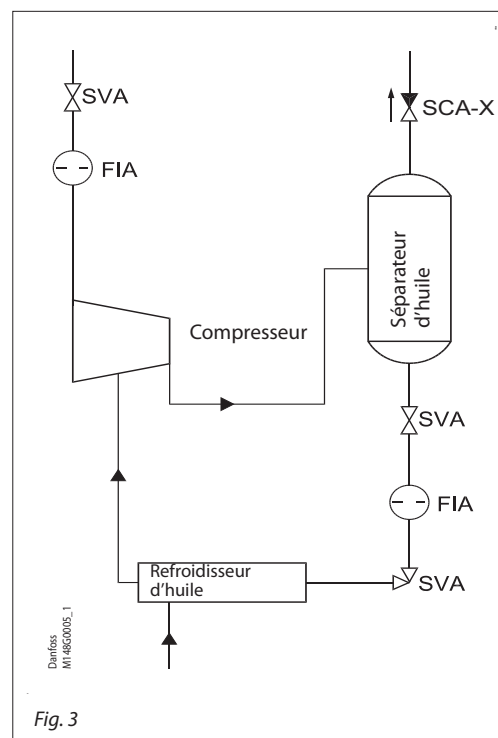 SVA
SCA-X
FIA
Séparateur
d'huile
Compresseur
SVA
FIA
Refroidisseur
d'huile
SVA
Danfoss
M148G0005_1
Fig. 3